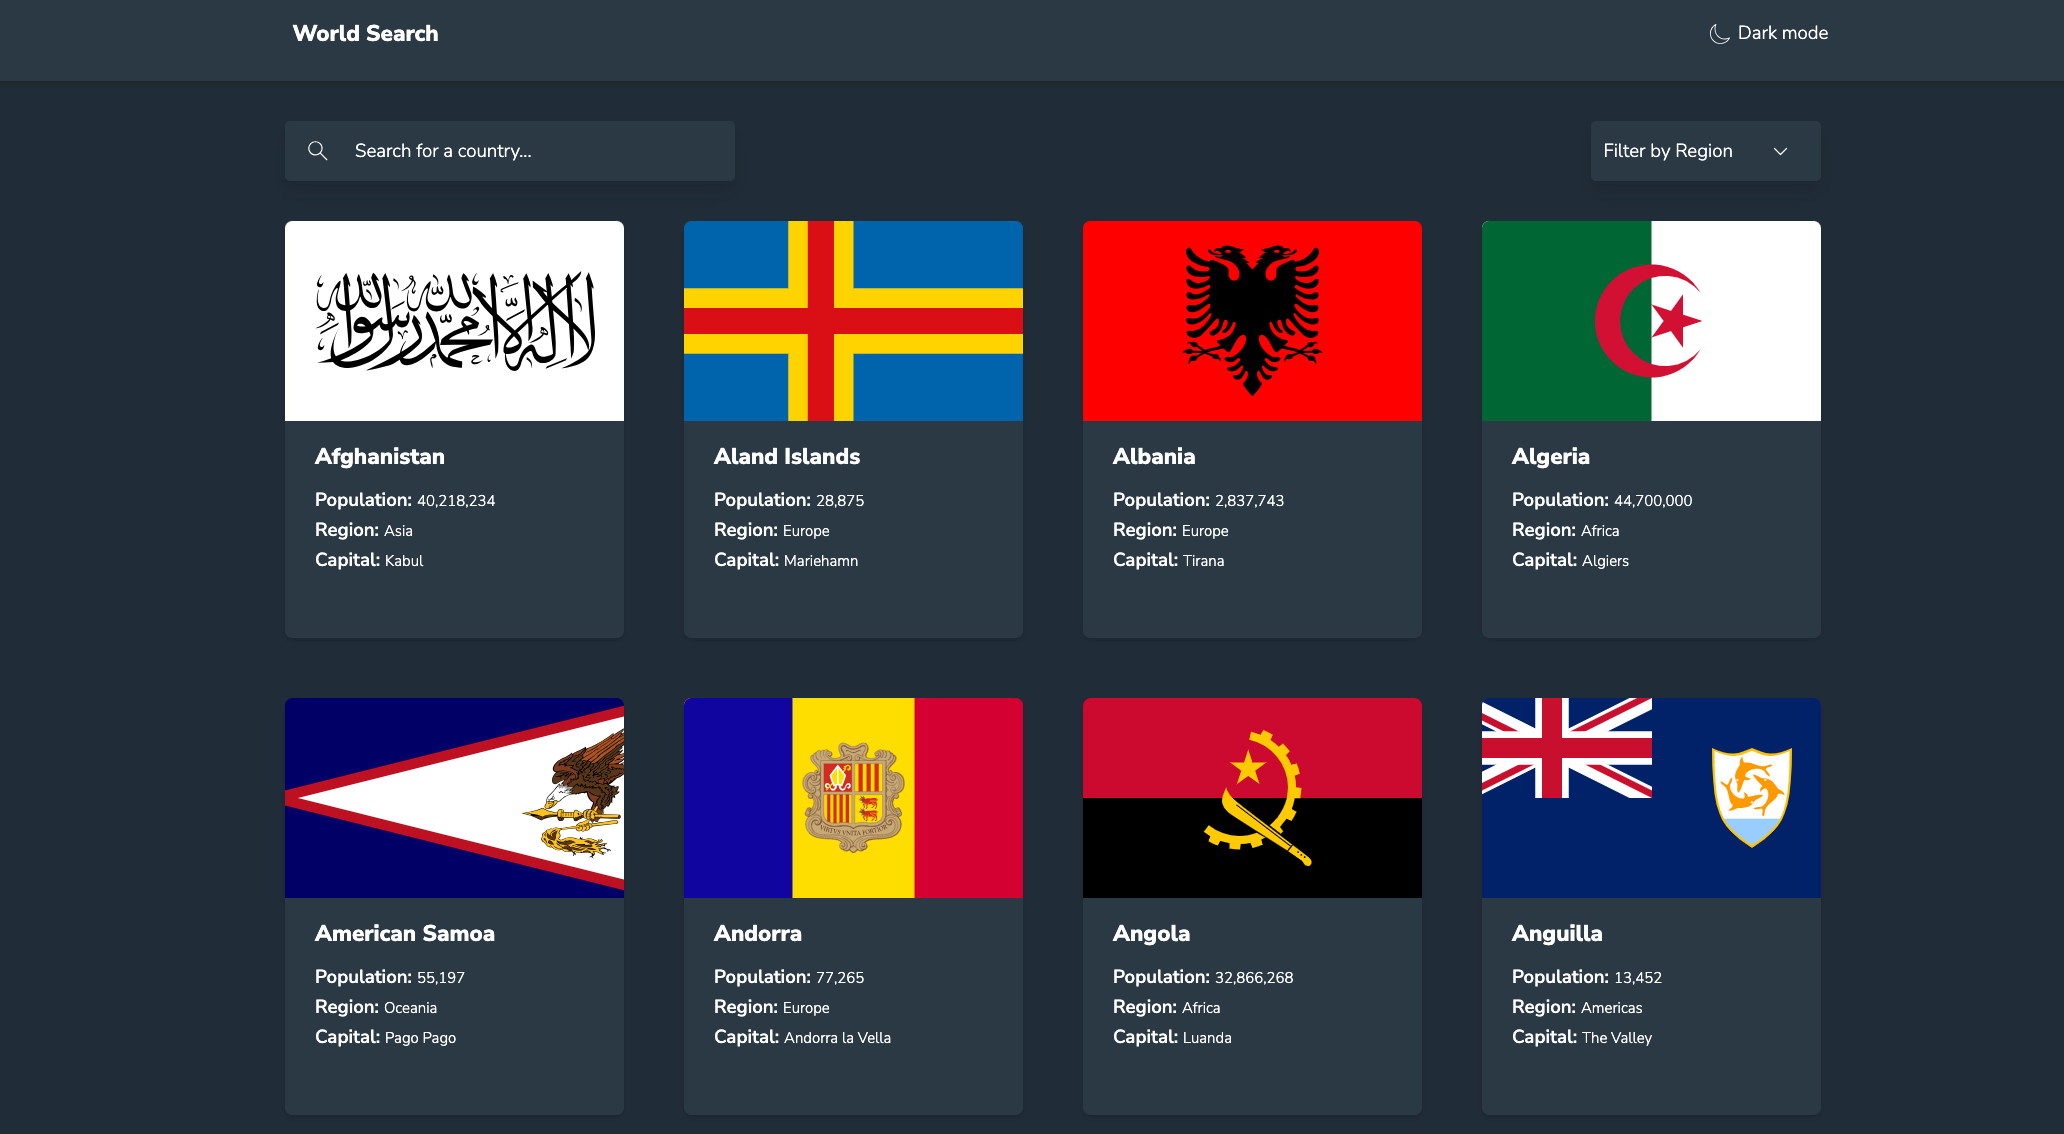 World Search
Dark mode
Search for a country...
Filter by Region
لا إله إلا الله محمد رسول الله
Afghanistan
Population: 40,218,234
Region: Asia
Capital: Kabul
Aland Islands
Population: 28,875
Region: Europe
Capital: Mariehamn
Albania
Population: 2,837,743
Region: Europe
Capital: Tirana
Algeria
Population: 44,700,000
Region: Africa
Capital: Algiers
VIRTVS VNITA FORTIOR
American Samoa
Population: 55,197
Region: Oceania
Capital: Pago Pago
Andorra
Population: 77,265
Region: Europe
Capital: Andorra la Vella
Angola
Population: 32,866,268
Region: Africa
Capital: Luanda
Anguilla
Population: 13,452
Region: Americas
Capital: The Valley